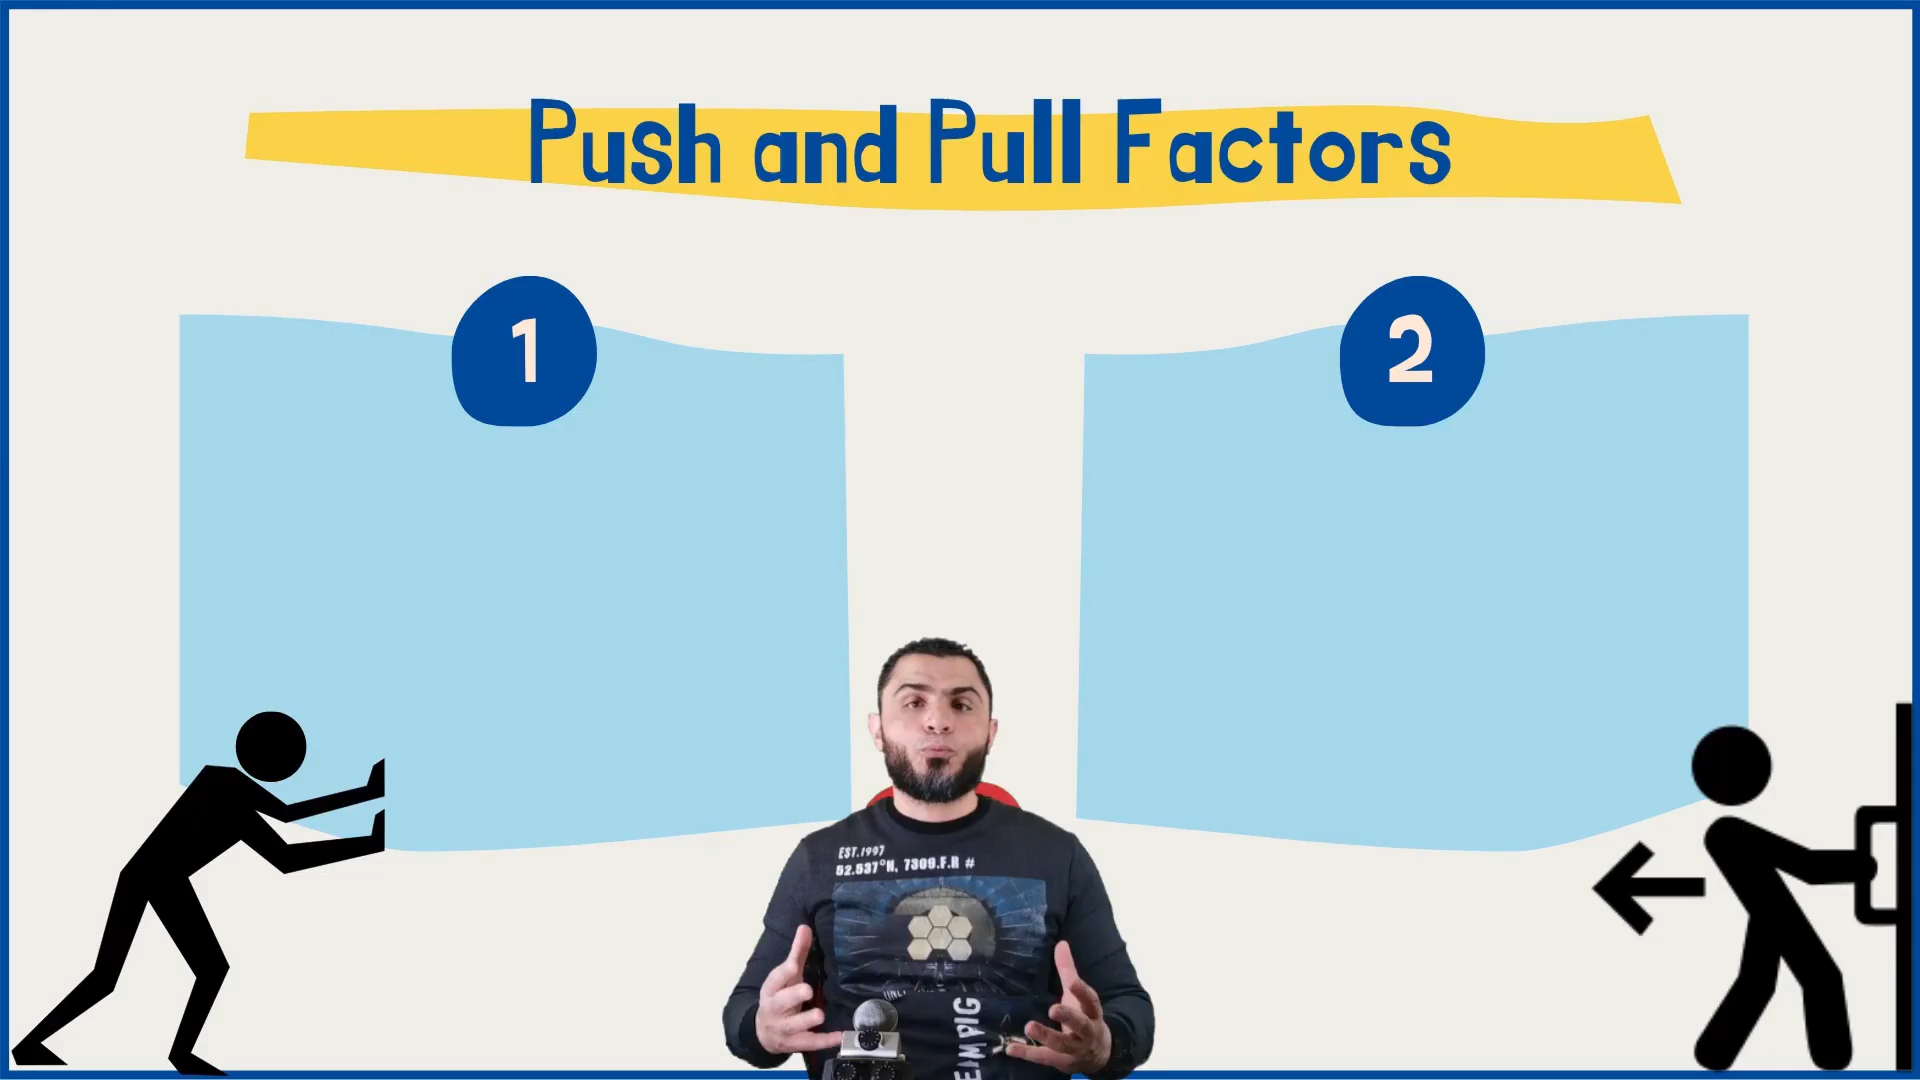 Push and Pull Factors
1
2
EST.1997
52.537°N, 7309.F.R #